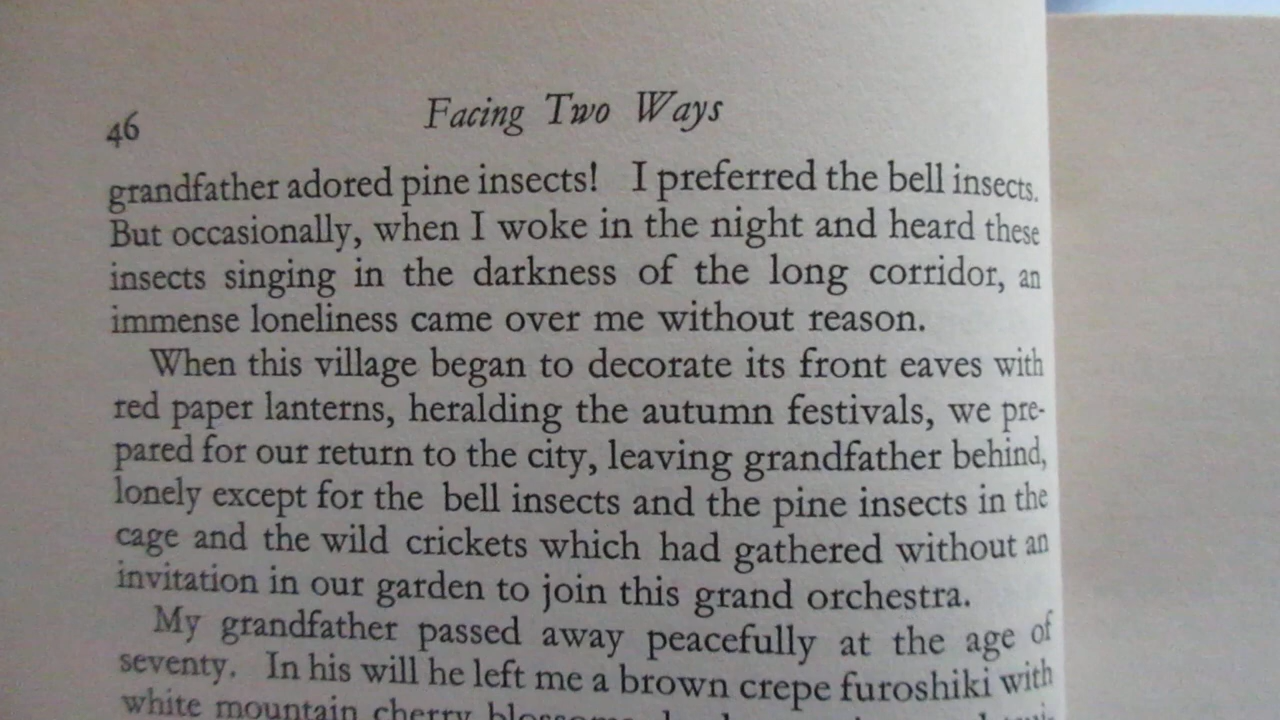 46
Facing Two Ways
grandfather adored pine insects! I preferred the bell insects.
But occasionally, when I woke in the night and heard these
insects singing in the darkness of the long corridor, an
immense loneliness came over me without reason.
When this village began to decorate its front eaves with
red paper lanterns, heralding the autumn festivals, we pre-
pared for our return to the city, leaving grandfather behind,
lonely except for the bell insects and the pine insects in the
cage and the wild crickets which had gathered without an
invitation in our garden to join this grand orchestra.
My grandfather passed away peacefully at the age of
seventy. In his will he left me a brown crepe furoshiki with
white mountain cherry